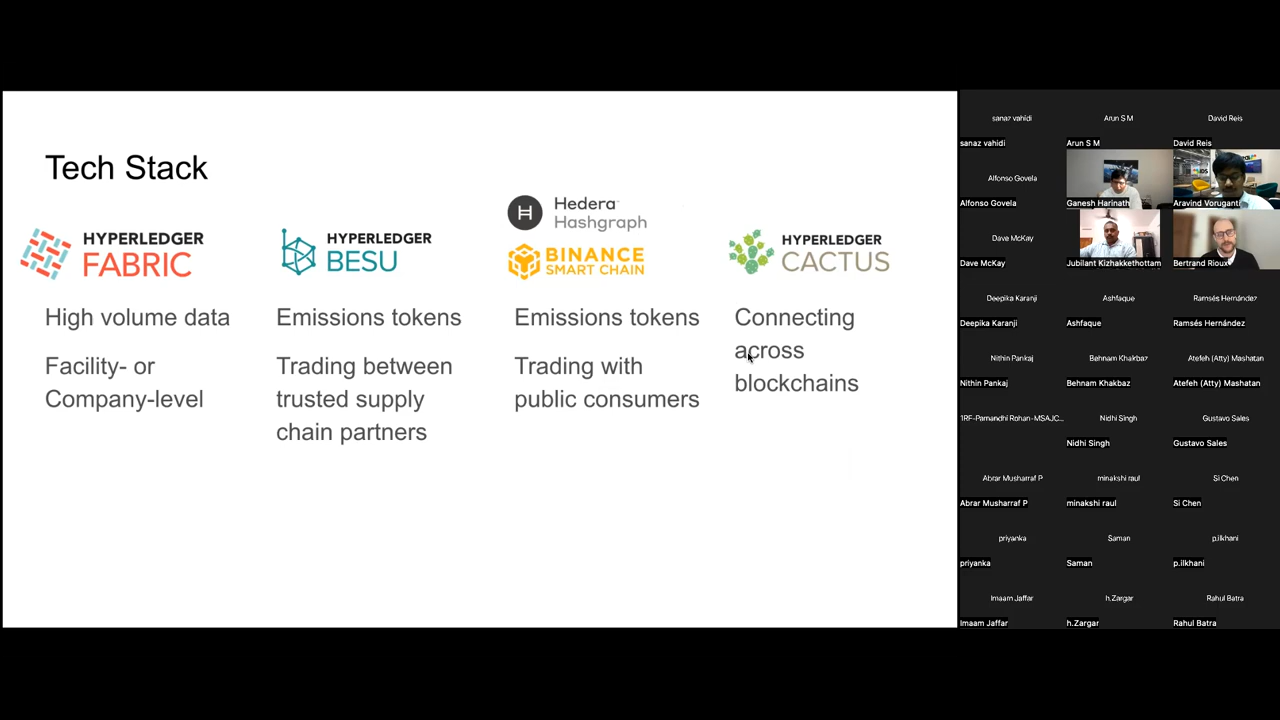 Tech Stack
HYPERLEDGER
FABRIC
High volume data
Facility- or
Company-level
HYPERLEDGER
BESU
Emissions tokens
Trading between
trusted supply
chain partners
H
Hedera
Hashgraph
BINANCE
SMART CHAIN
Emissions tokens
Trading with
public consumers
HYPERLEDGER
CACTUS
Connecting
across
blockchains
sanaz vahidi
Arun S M
David Reis
sanaz vahidi
Arun S M
David Reis
Alfonso Govela
Alfonso Govela
Ganesh Harinath
Aravind Voruganti
Dave McKay
Dave McKay
Jubilant Kizhakkethottam
Bertrand Rioux
Deepika Karanji
Ashfaque
Ramsés Hernández
Deepika Karanji
Ashfaque
Ramsés Hernández
Nithin Pankaj
Behnam Khakbaz
Atefeh (Atty) Mashatan
Nithin Pankaj
Behnam Khakbaz
Atefeh (Atty) Mashatan
1RF-Pamandhi Rohan-MSAJC...
Nidhi Singh
Gustavo Sales
Nidhi Singh
Gustavo Sales
Abrar Musharraf P
minakshi raul
Si Chen
Abrar Musharraf P
minakshi raul
Si Chen
priyanka
Saman
p.ilkhani
priyanka
Saman
p.ilkhani
Imaam Jaffar
h.Zargar
Rahul Batra
Imaam Jaffar
h.Zargar
Rahul Batra